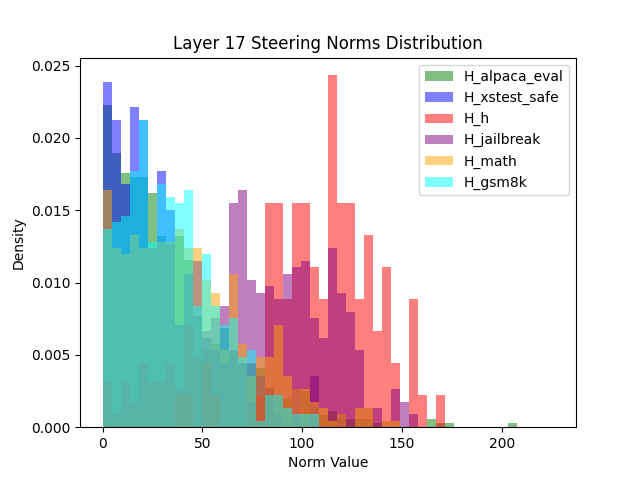 Layer 17 Steering Norms Distribution
0.025
0.020
0.015
0.010
0.005
0.000
Density
H_alpaca_eval
H_xstest_safe
H_h
H_jailbreak
H_math
H_gsm8k
0 50 100 150 200
Norm Value